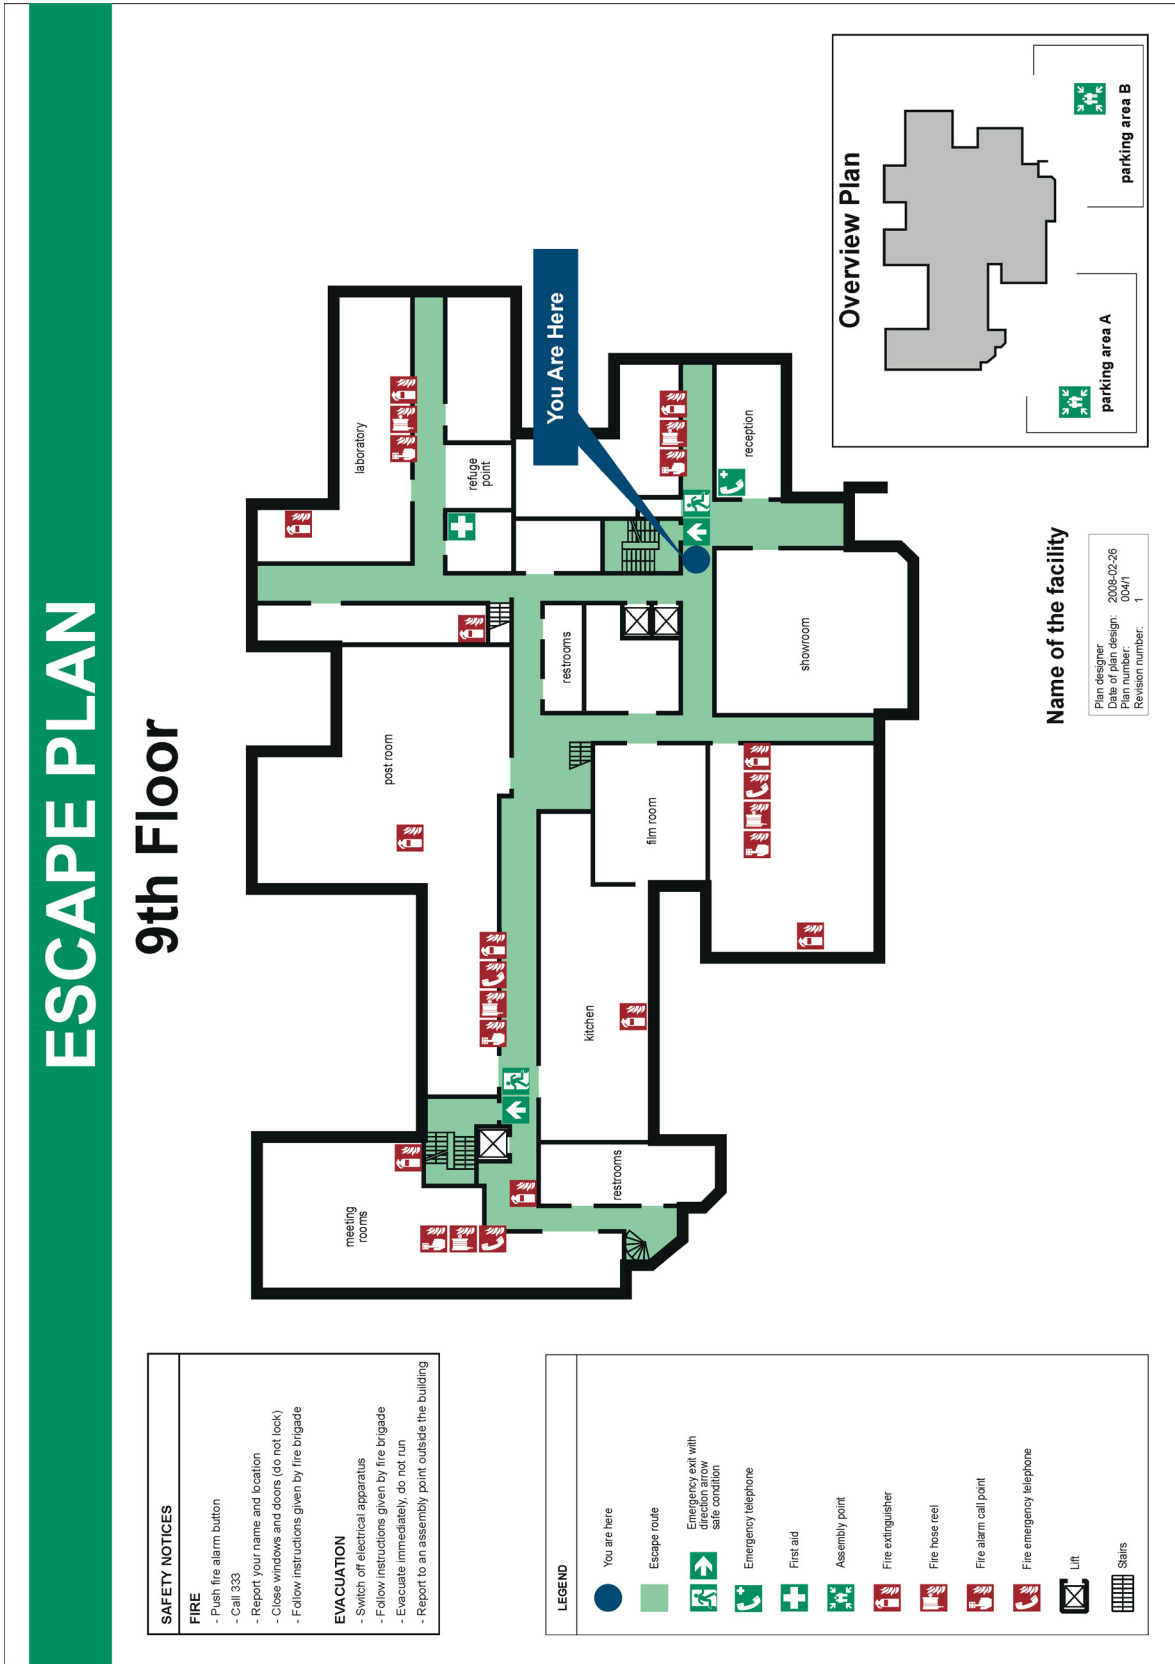 ESCAPE PLAN
9th Floor
SAFETY NOTICES
FIRE
- Push fire alarm button
- Call 333
- Report your name and location
- Close windows and doors (do not lock)
- Follow instructions given by fire brigade
EVACUATION
- Switch off electrical apparatus
- Follow instructions given by fire brigade
- Evacuate immediately, do not run
- Report to an assembly point outside the building
meeting
rooms
post room
laboratory
refuge
point
You Are Here
restrooms
kitchen
film room
restrooms
showroom
reception
LEGEND
You are here
Escape route
Emergency exit with
direction arrow
safe condition
Emergency telephone
First aid
Assembly point
Fire extinguisher
Fire hose reel
Fire alarm call point
Fire emergency telephone
Lift
Stairs
Name of the facility
Plan designer
Date of plan design: 2008-02-26
Plan number: 004/1
Revision number: 1
Overview Plan
parking area A
parking area B